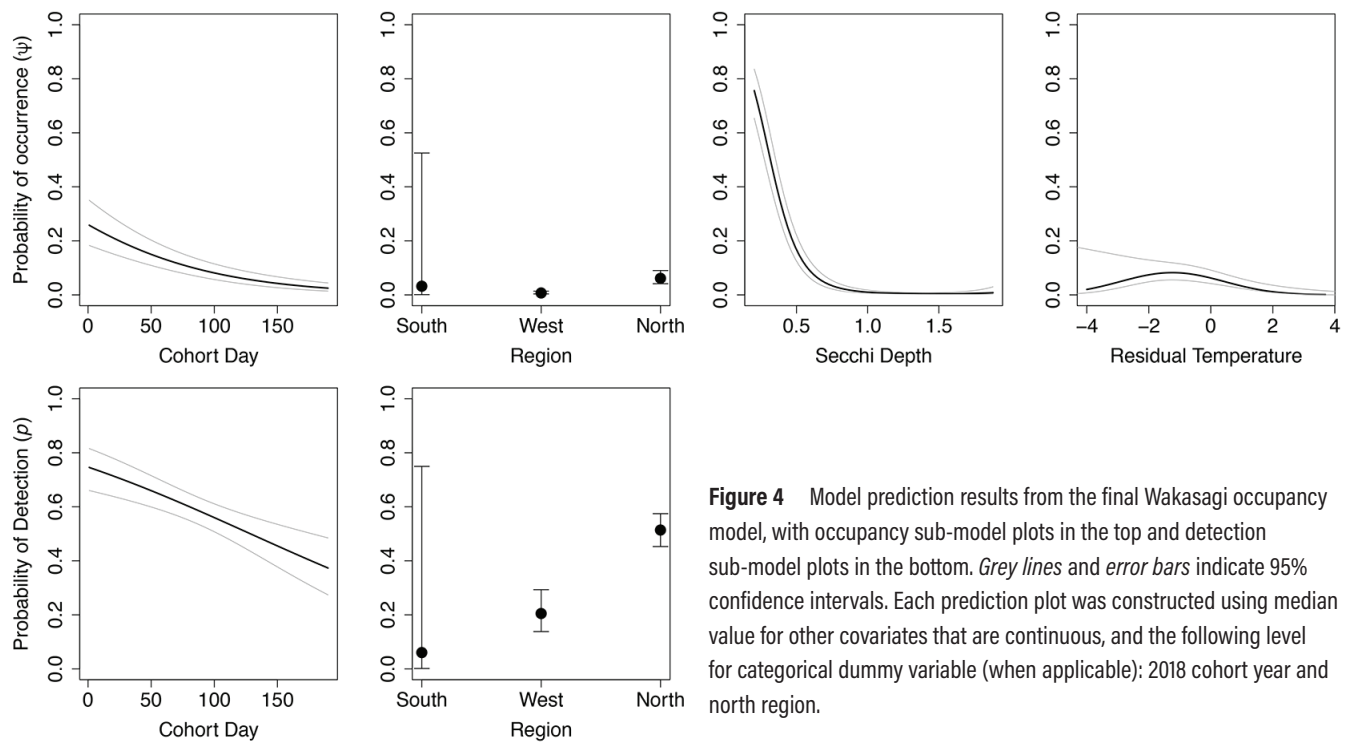 Probability of occurrence (ψ)
0.0 0.2 0.4 0.6 0.8 1.0
0 50 100 150
Cohort Day
0.0 0.2 0.4 0.6 0.8 1.0
South West North
Region
0.0 0.2 0.4 0.6 0.8 1.0
0.5 1.0 1.5
Secchi Depth
0.0 0.2 0.4 0.6 0.8 1.0
−4 −2 0 2 4
Residual Temperature
Probability of Detection (p)
0.0 0.2 0.4 0.6 0.8 1.0
0 50 100 150
Cohort Day
0.0 0.2 0.4 0.6 0.8 1.0
South West North
Region
Figure 4 Model prediction results from the final Wakasagi occupancy
model, with occupancy sub-model plots in the top and detection
sub-model plots in the bottom. Grey lines and error bars indicate 95%
confidence intervals. Each prediction plot was constructed using median
value for other covariates that are continuous, and the following level
for categorical dummy variable (when applicable): 2018 cohort year and
north region.